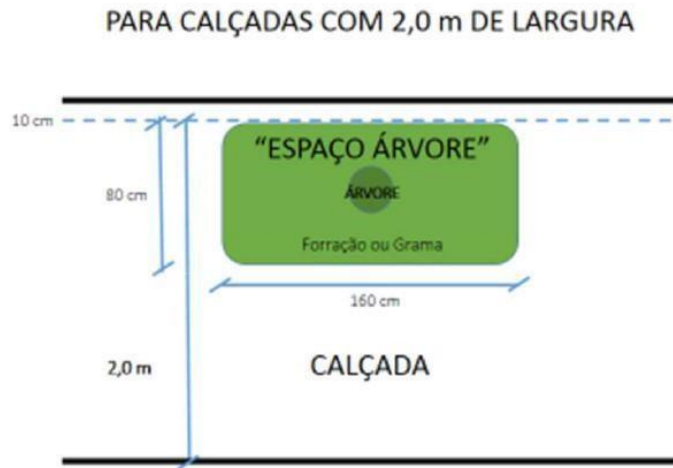 PARA CALÇADAS COM 2,0 m DE LARGURA
10 cm
“ESPAÇO ÁRVORE”
80 cm
ÁRVORE
Forração ou Grama
160 cm
2,0 m
CALÇADA